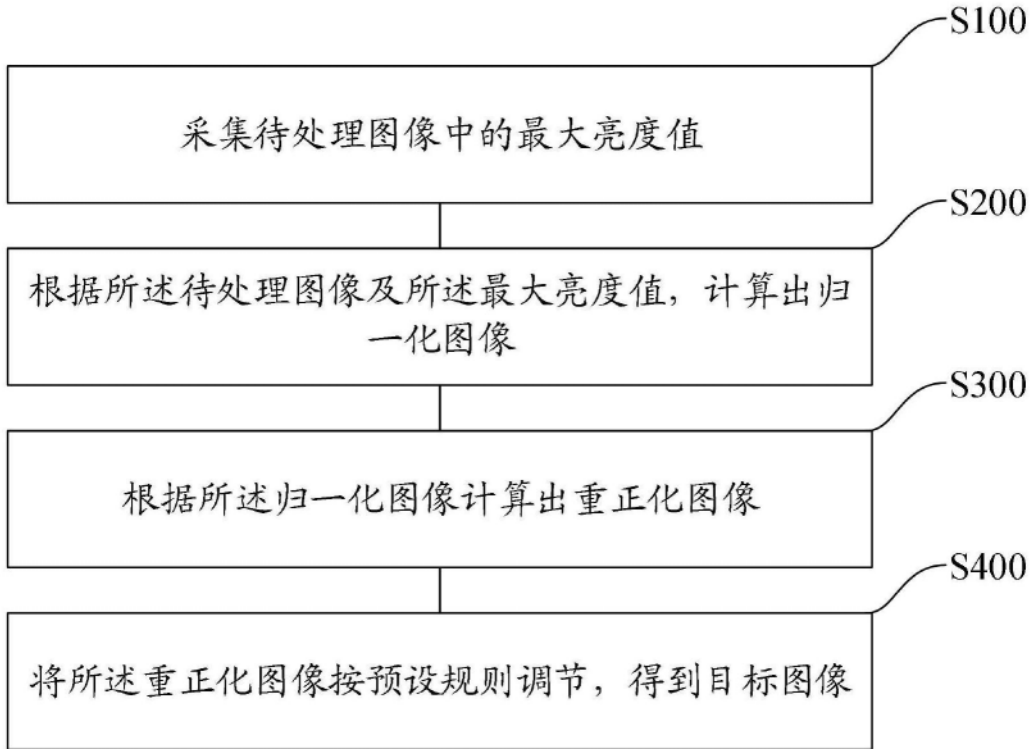 S100
采集待处理图像中的最大亮度值
S200
根据所述待处理图像及所述最大亮度值，计算出归
一化图像
S300
根据所述归一化图像计算出重正化图像
S400
将所述重正化图像按预设规则调节，得到目标图像